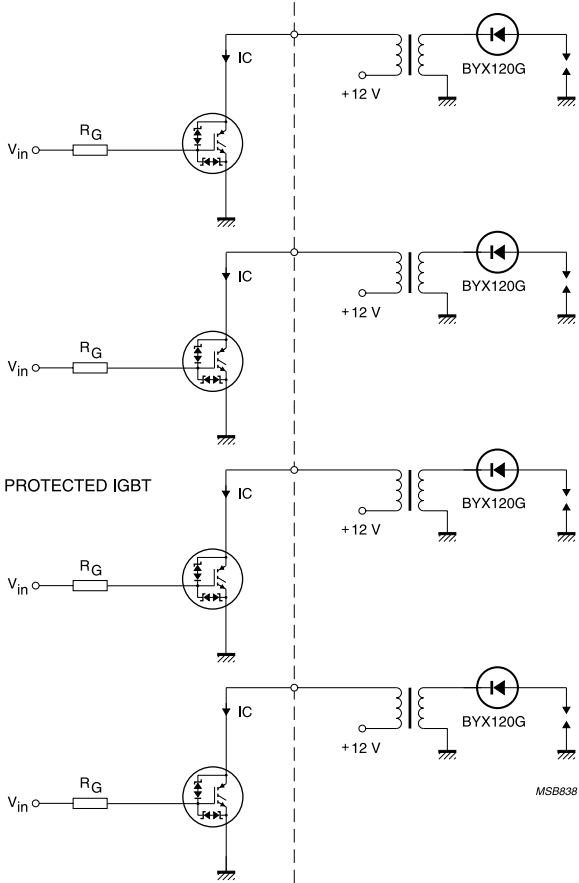 IC
BYX120G
+12 V
RG
Vin
IC
BYX120G
+12 V
RG
Vin
PROTECTED IGBT
IC
BYX120G
+12 V
RG
Vin
IC
BYX120G
+12 V
RG
Vin
MSB838